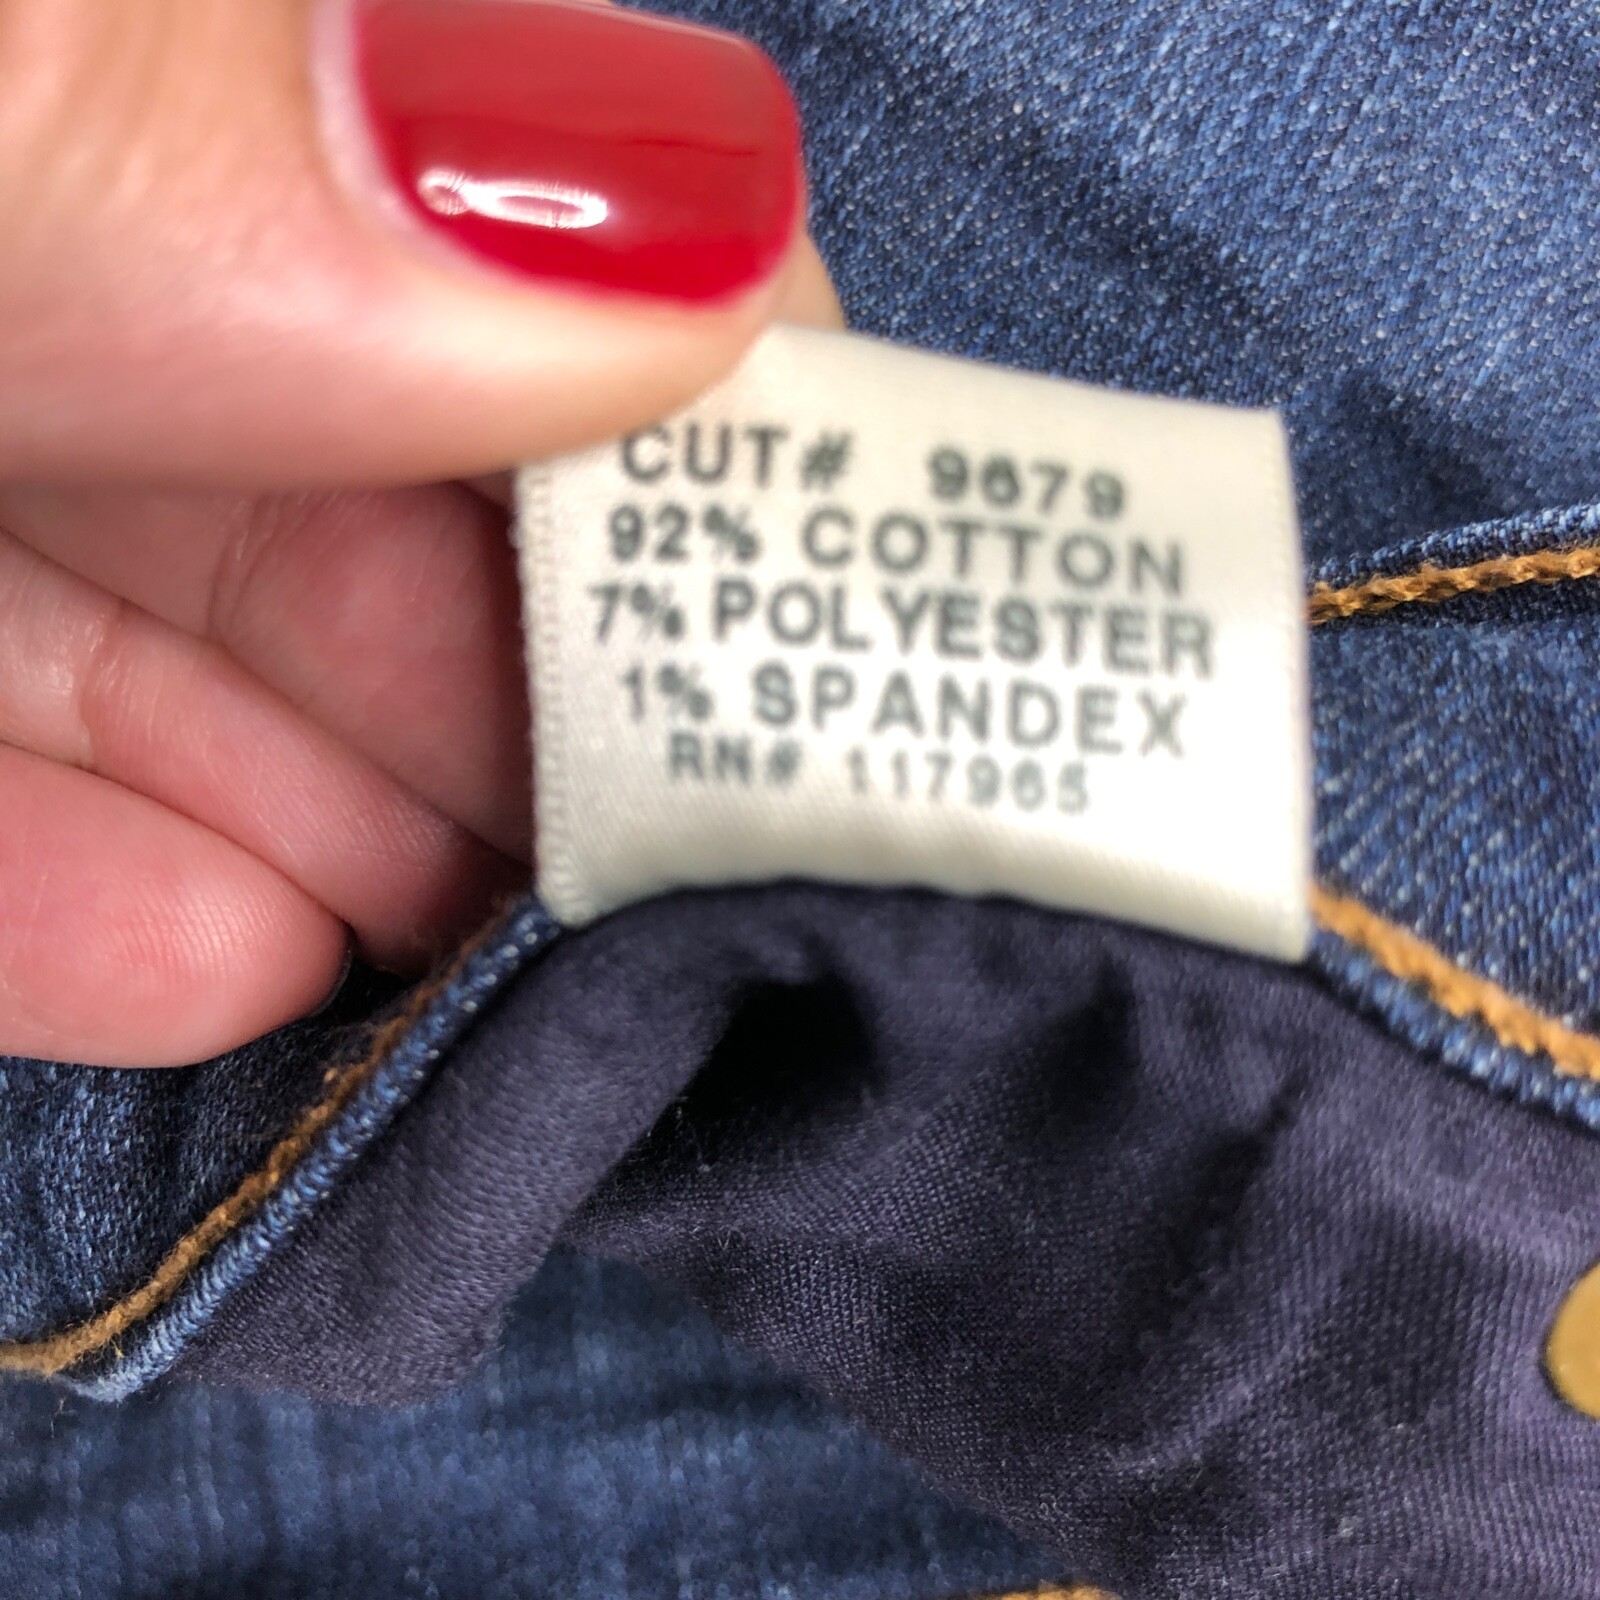 CUT# 9679
92% COTTON
7% POLYESTER
1% SPANDEX
RN# 117965